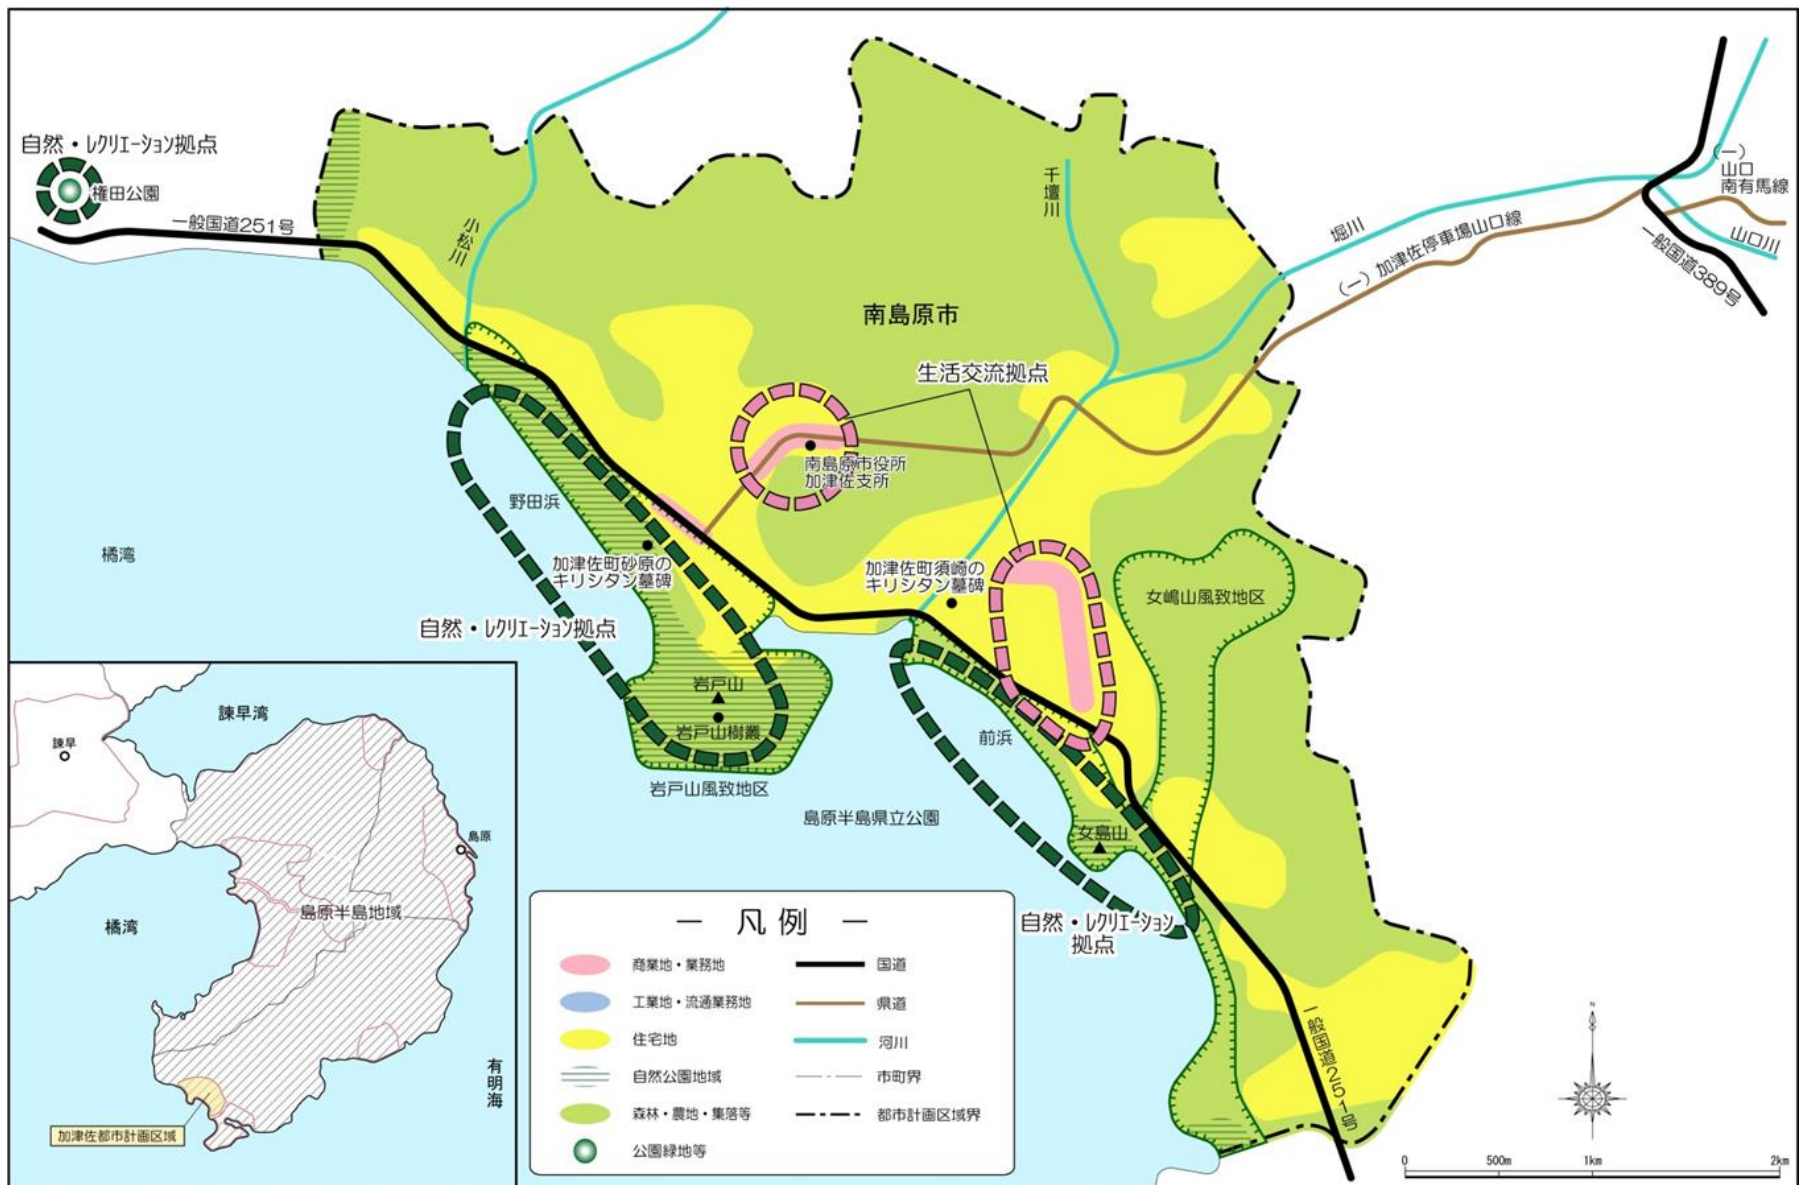 自然・レクリエーション拠点
権田公園
一般国道251号
小松川
千壇川
堀川
(一)加津佐停車場山口線
(一)
山口
南有馬線
山口川
一般国道389号
南島原市
生活交流拠点
南島原市役所
加津佐支所
野田浜
橘湾
加津佐町砂原の
キリシタン墓碑
加津佐町須崎の
キリシタン墓碑
女嶋山風致地区
自然・レクリエーション拠点
岩戸山
岩戸山樹叢
岩戸山風致地区
前浜
島原半島県立公園
女島山
自然・レクリエーション
拠点
一般国道251号
諫早湾
諫早
島原
島原半島地域
橘湾
有明海
加津佐都市計画区域
― 凡例 ―
商業地・業務地
工業地・流通業務地
住宅地
自然公園地域
森林・農地・集落等
公園緑地等
国道
県道
河川
市町界
都市計画区域界
N
0 500m 1km 2km